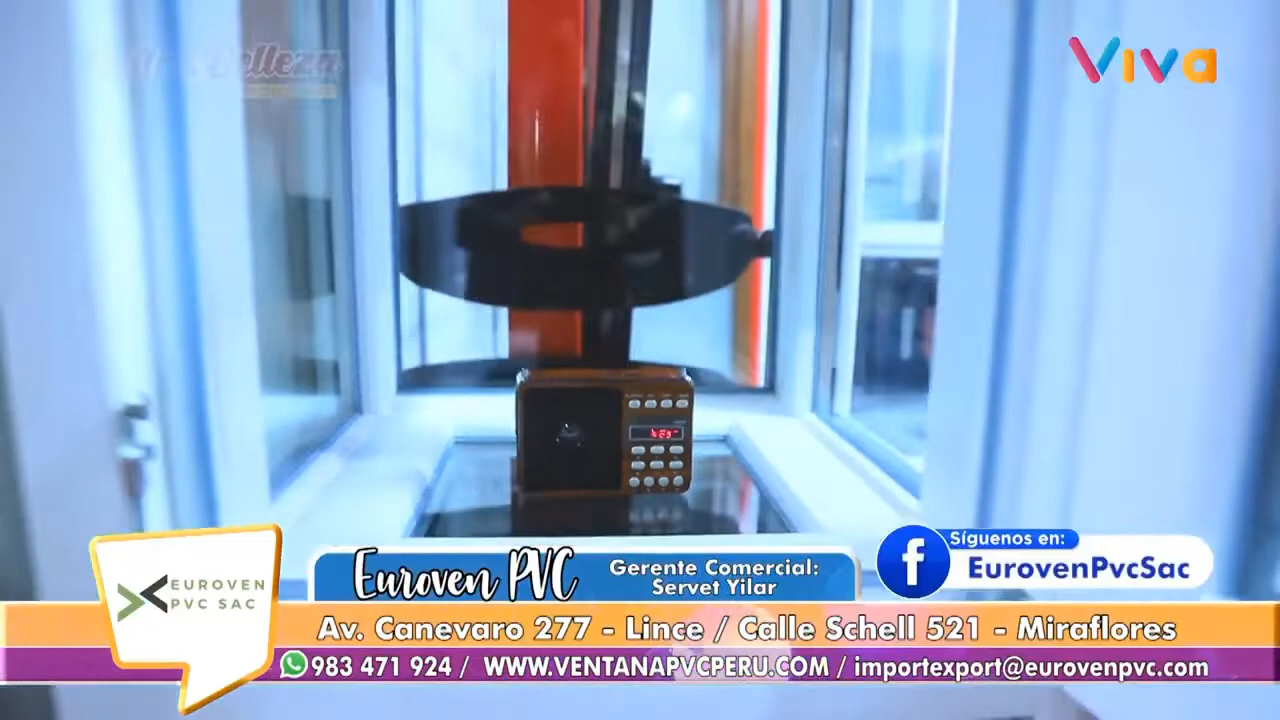 Viva
EUROVEN
PVC SAC
Euroven PVC
Gerente Comercial:
Servet Yilar
Síguenos en:
EurovenPvcSac
Av. Canevaro 277 - Lince / Calle Schell 521 - Miraflores
983 471 924 / WWW.VENTANAPVCPERU.COM / importexport@eurovenpvc.com